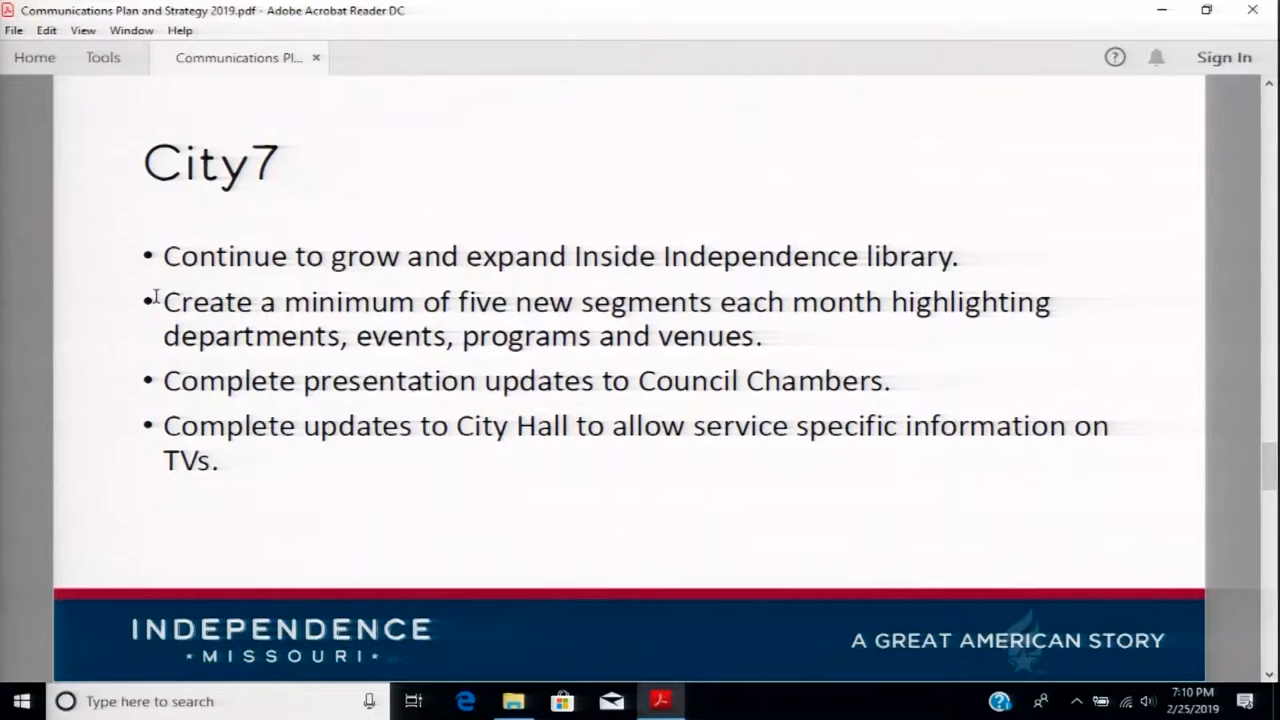 Communications Plan and Strategy 2019.pdf - Adobe Acrobat Reader DC
File Edit View Window Help
Home Tools Communications Pl... Sign In
City7
• Continue to grow and expand Inside Independence library.
• Create a minimum of five new segments each month highlighting
departments, events, programs and venues.
• Complete presentation updates to Council Chambers.
• Complete updates to City Hall to allow service specific information on
TVs.
INDEPENDENCE
MISSOURI
A GREAT AMERICAN STORY
Type here to search
7:10 PM
2/25/2019